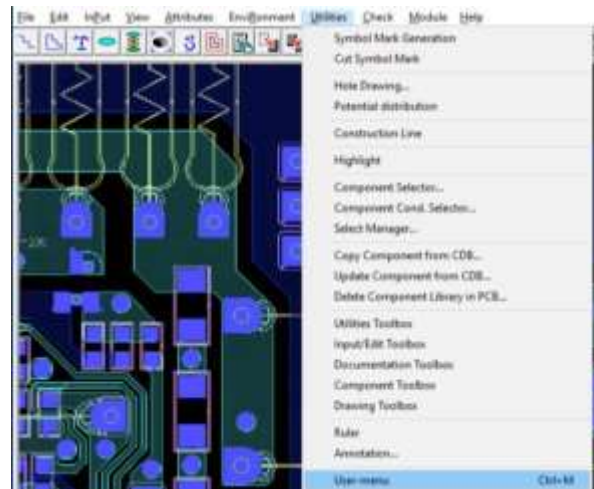 File Edit InPut View Attributes Environment Utilities Check Module Help
Symbol Mark Generation
Cut Symbol Mark
Hole Drawing...
Potential distribution
Construction Line
Highlight
Component Selector...
Component Cond. Selector...
Select Manager...
Copy Component from CDB...
Update Component from CDB...
Delete Component Library in PCB...
Utilities Toolbox
Input/Edit Toolbox
Documentation Toolbox
Component Toolbox
Drawing Toolbox
Ruler
Annotation...
User-menu Ctrl+M